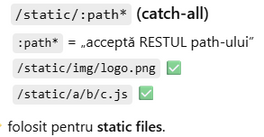 /static/:path* (catch-all)
:path* = „acceptă RESTUL path-ului”
/static/img/logo.png ✅
/static/a/b/c.js ✅
folosit pentru static files.